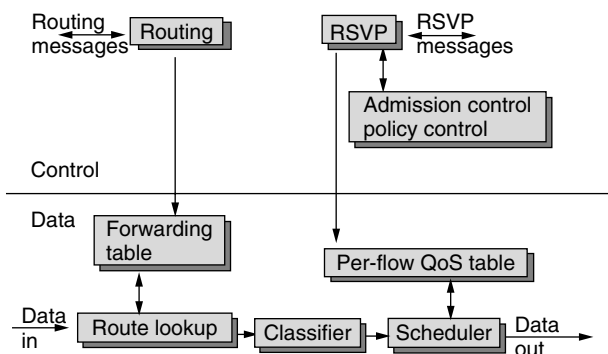 Routing
messages
Routing
RSVP
RSVP
messages
Admission control
policy control
Control
Data
Forwarding
table
Per-flow QoS table
Data
in
Route lookup
Classifier
Scheduler
Data
out